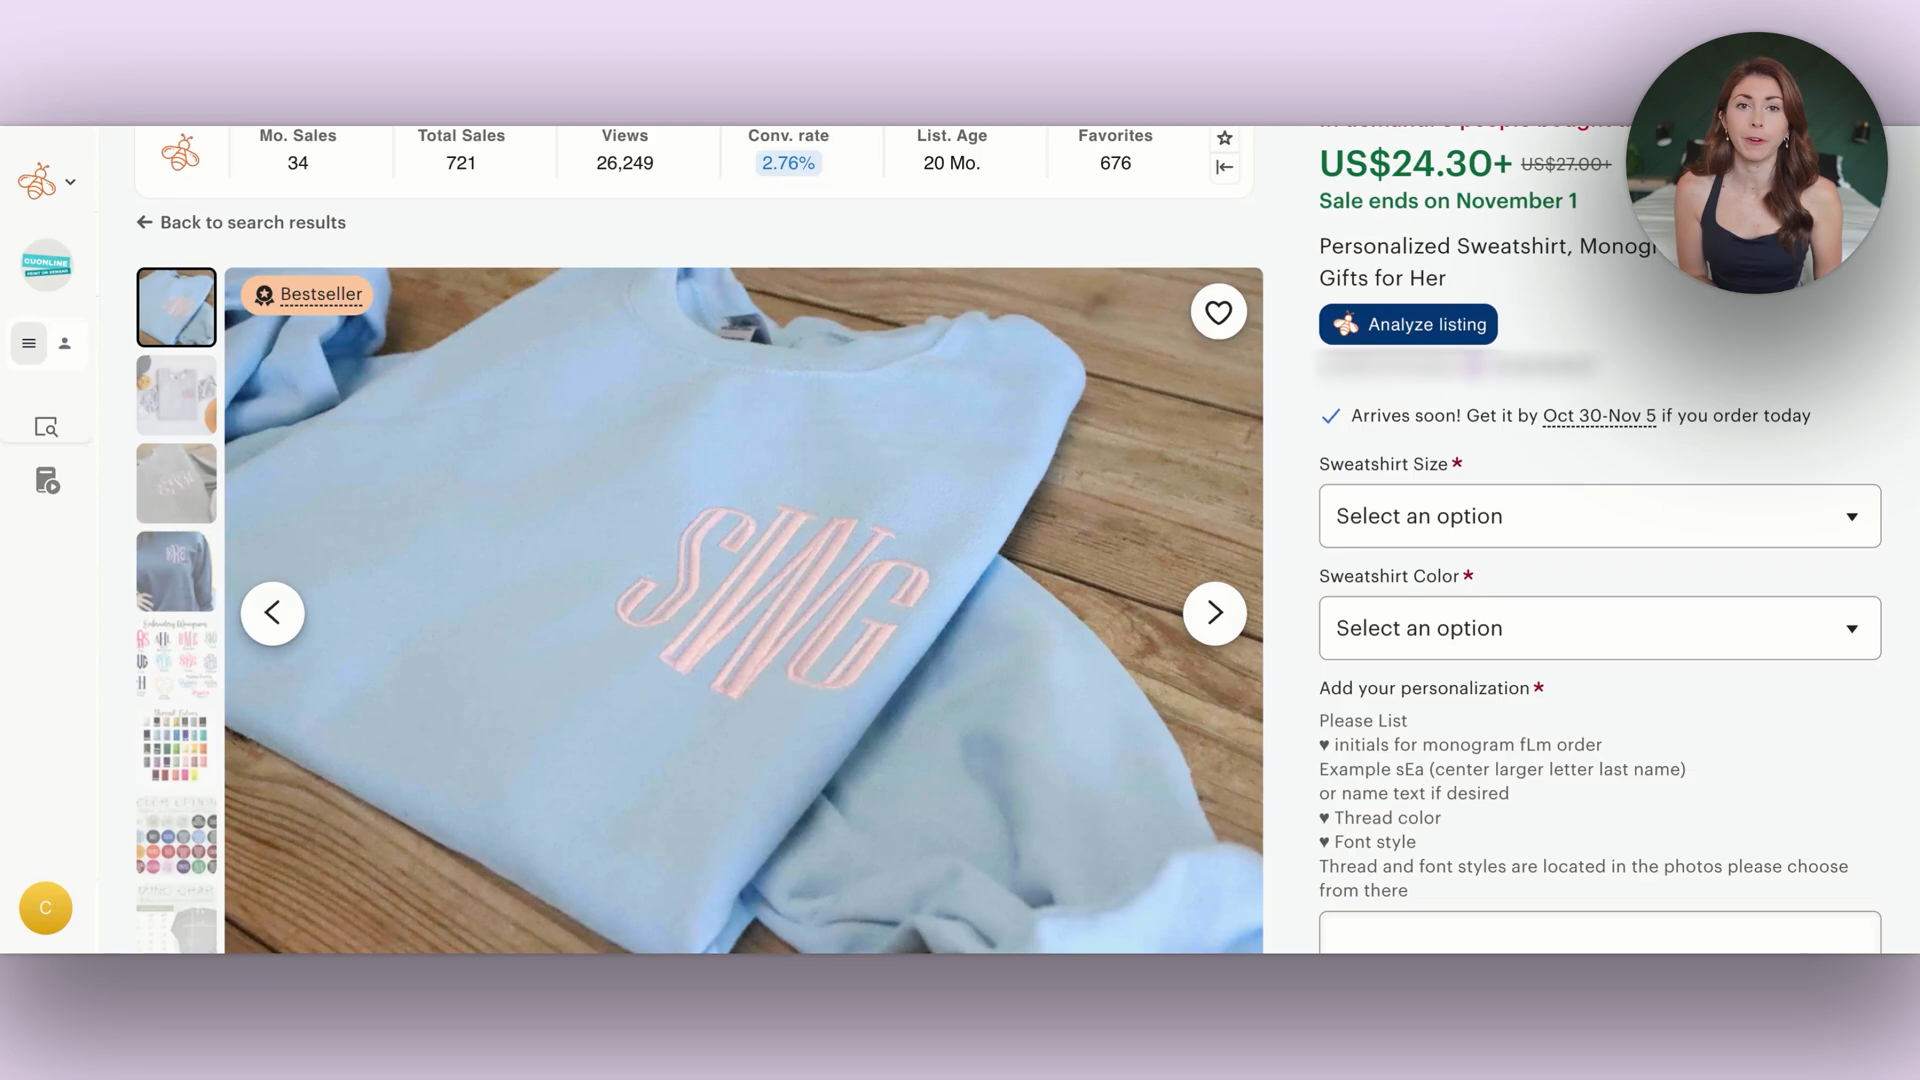 Mo. Sales
34
Total Sales
721
Views
26,249
Conv. rate
2.76%
List. Age
20 Mo.
Favorites
676
Back to search results
CUONLINE
Bestseller
SWG
C
US$24.30+ US$27.00+
Sale ends on November 1
Personalized Sweatshirt,
Gifts for Her
Analyze listing
Arrives soon! Get it by Oct 30-Nov 5 if you order today
Sweatshirt Size *
Select an option
Sweatshirt Color *
Select an option
Add your personalization *
Please List
♥ initials for monogram fLm order
Example sEa (center larger letter last name)
or name text if desired
♥ Thread color
♥ Font style
Thread and font styles are located in the photos please choose
from there